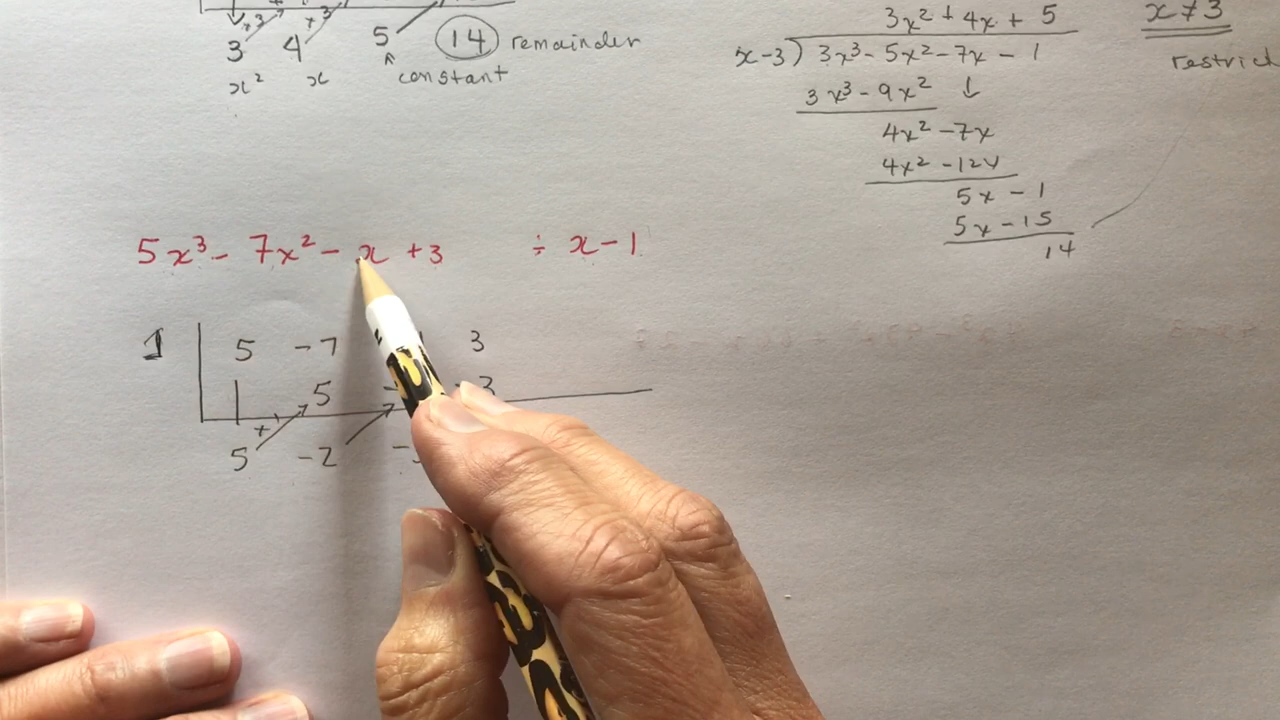 3 4 5 14 remainder
x² x constant
3x² + 4x + 5
x ≠ 3
restrict
x-3) 3x³ - 5x² - 7x - 1
3x³ - 9x² ↓
4x² - 7x
4x² - 12x
5x - 1
5x - 15
14
5x³ - 7x² - x + 3 ÷ x - 1
1 5 -7 3
5
5 -2